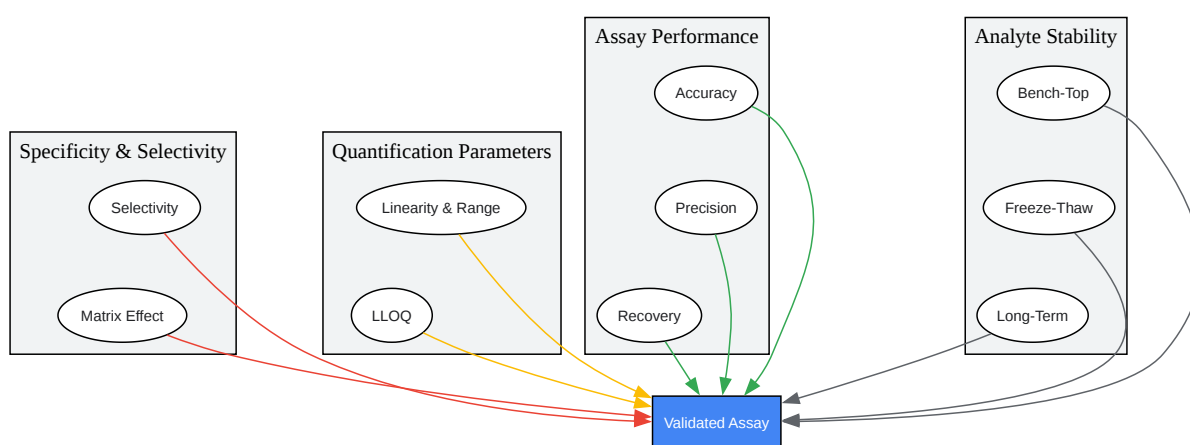 Specificity & Selectivity
Selectivity
Matrix Effect
Quantification Parameters
Linearity & Range
LLOQ
Assay Performance
Accuracy
Precision
Recovery
Analyte Stability
Bench-Top
Freeze-Thaw
Long-Term
Validated Assay